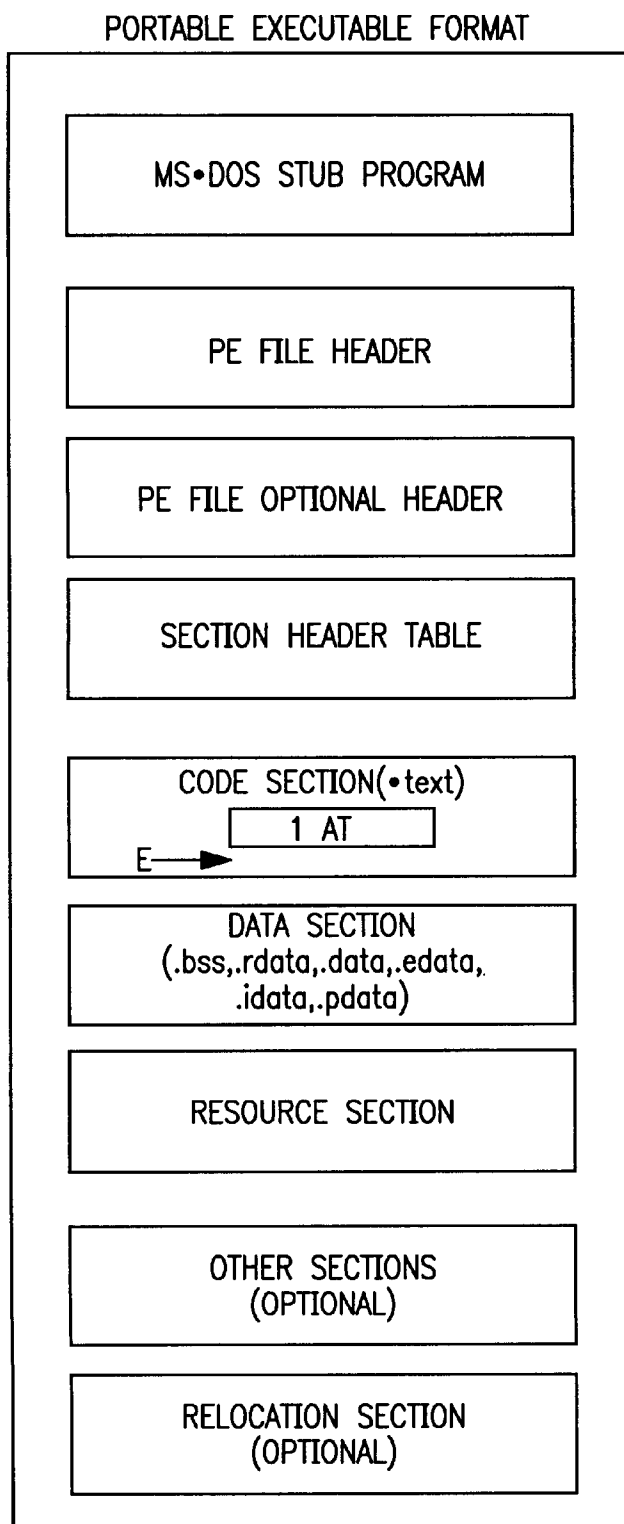 PORTABLE EXECUTABLE FORMAT
MS•DOS STUB PROGRAM
PE FILE HEADER
PE FILE OPTIONAL HEADER
SECTION HEADER TABLE
CODE SECTION(•text)
1 AT
E
DATA SECTION
(.bss,.rdata,.data,.edata,
.idata,.pdata)
RESOURCE SECTION
OTHER SECTIONS
(OPTIONAL)
RELOCATION SECTION
(OPTIONAL)